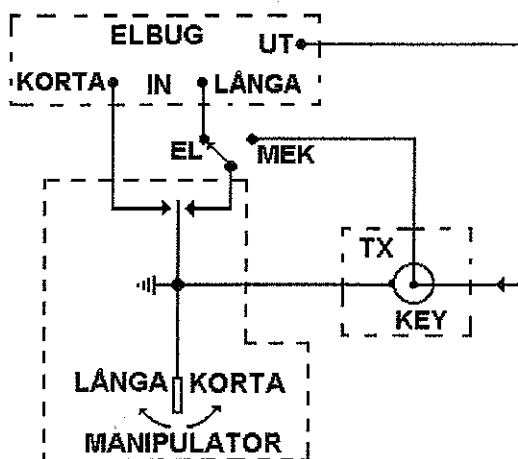 ELBUG
UT
KORTA IN LÅNGA
EL MEK
TX
KEY
LÅNGA KORTA
MANIPULATOR